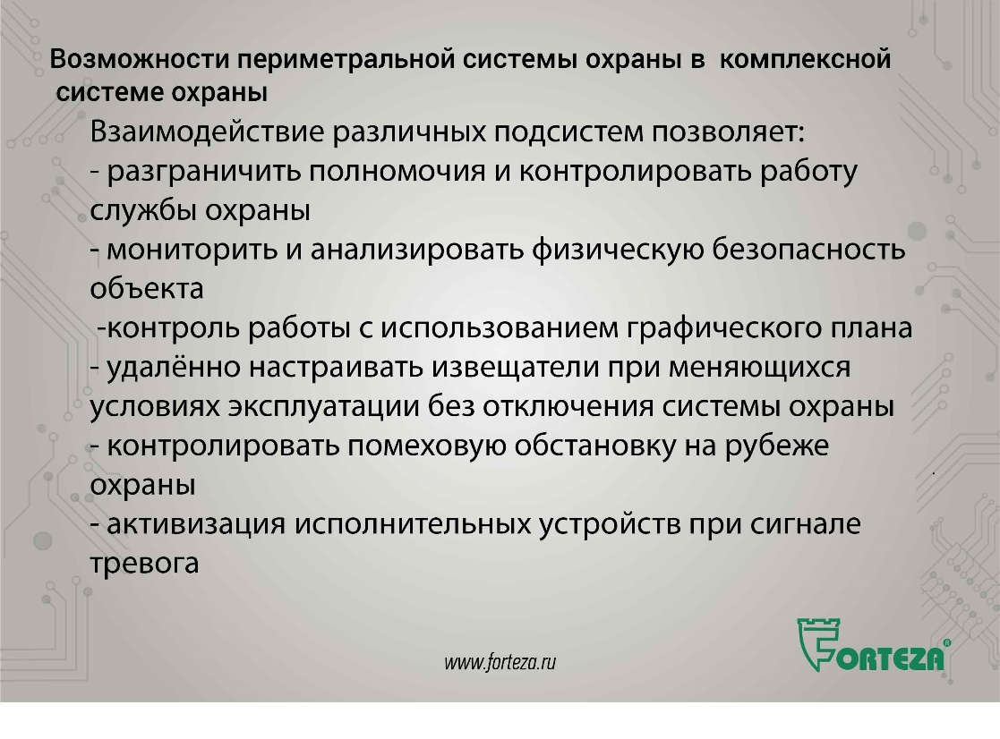 Возможности периметральной системы охраны в комплексной
системе охраны
Взаимодействие различных подсистем позволяет:
- разграничить полномочия и контролировать работу
службы охраны
- мониторить и анализировать физическую безопасность
объекта
-контроль работы с использованием графического плана
- удалённо настраивать извещатели при меняющихся
условиях эксплуатации без отключения системы охраны
- контролировать помеховую обстановку на рубеже
охраны
- активизация исполнительных устройств при сигнале
тревога
www.forteza.ru
FORTEZA®